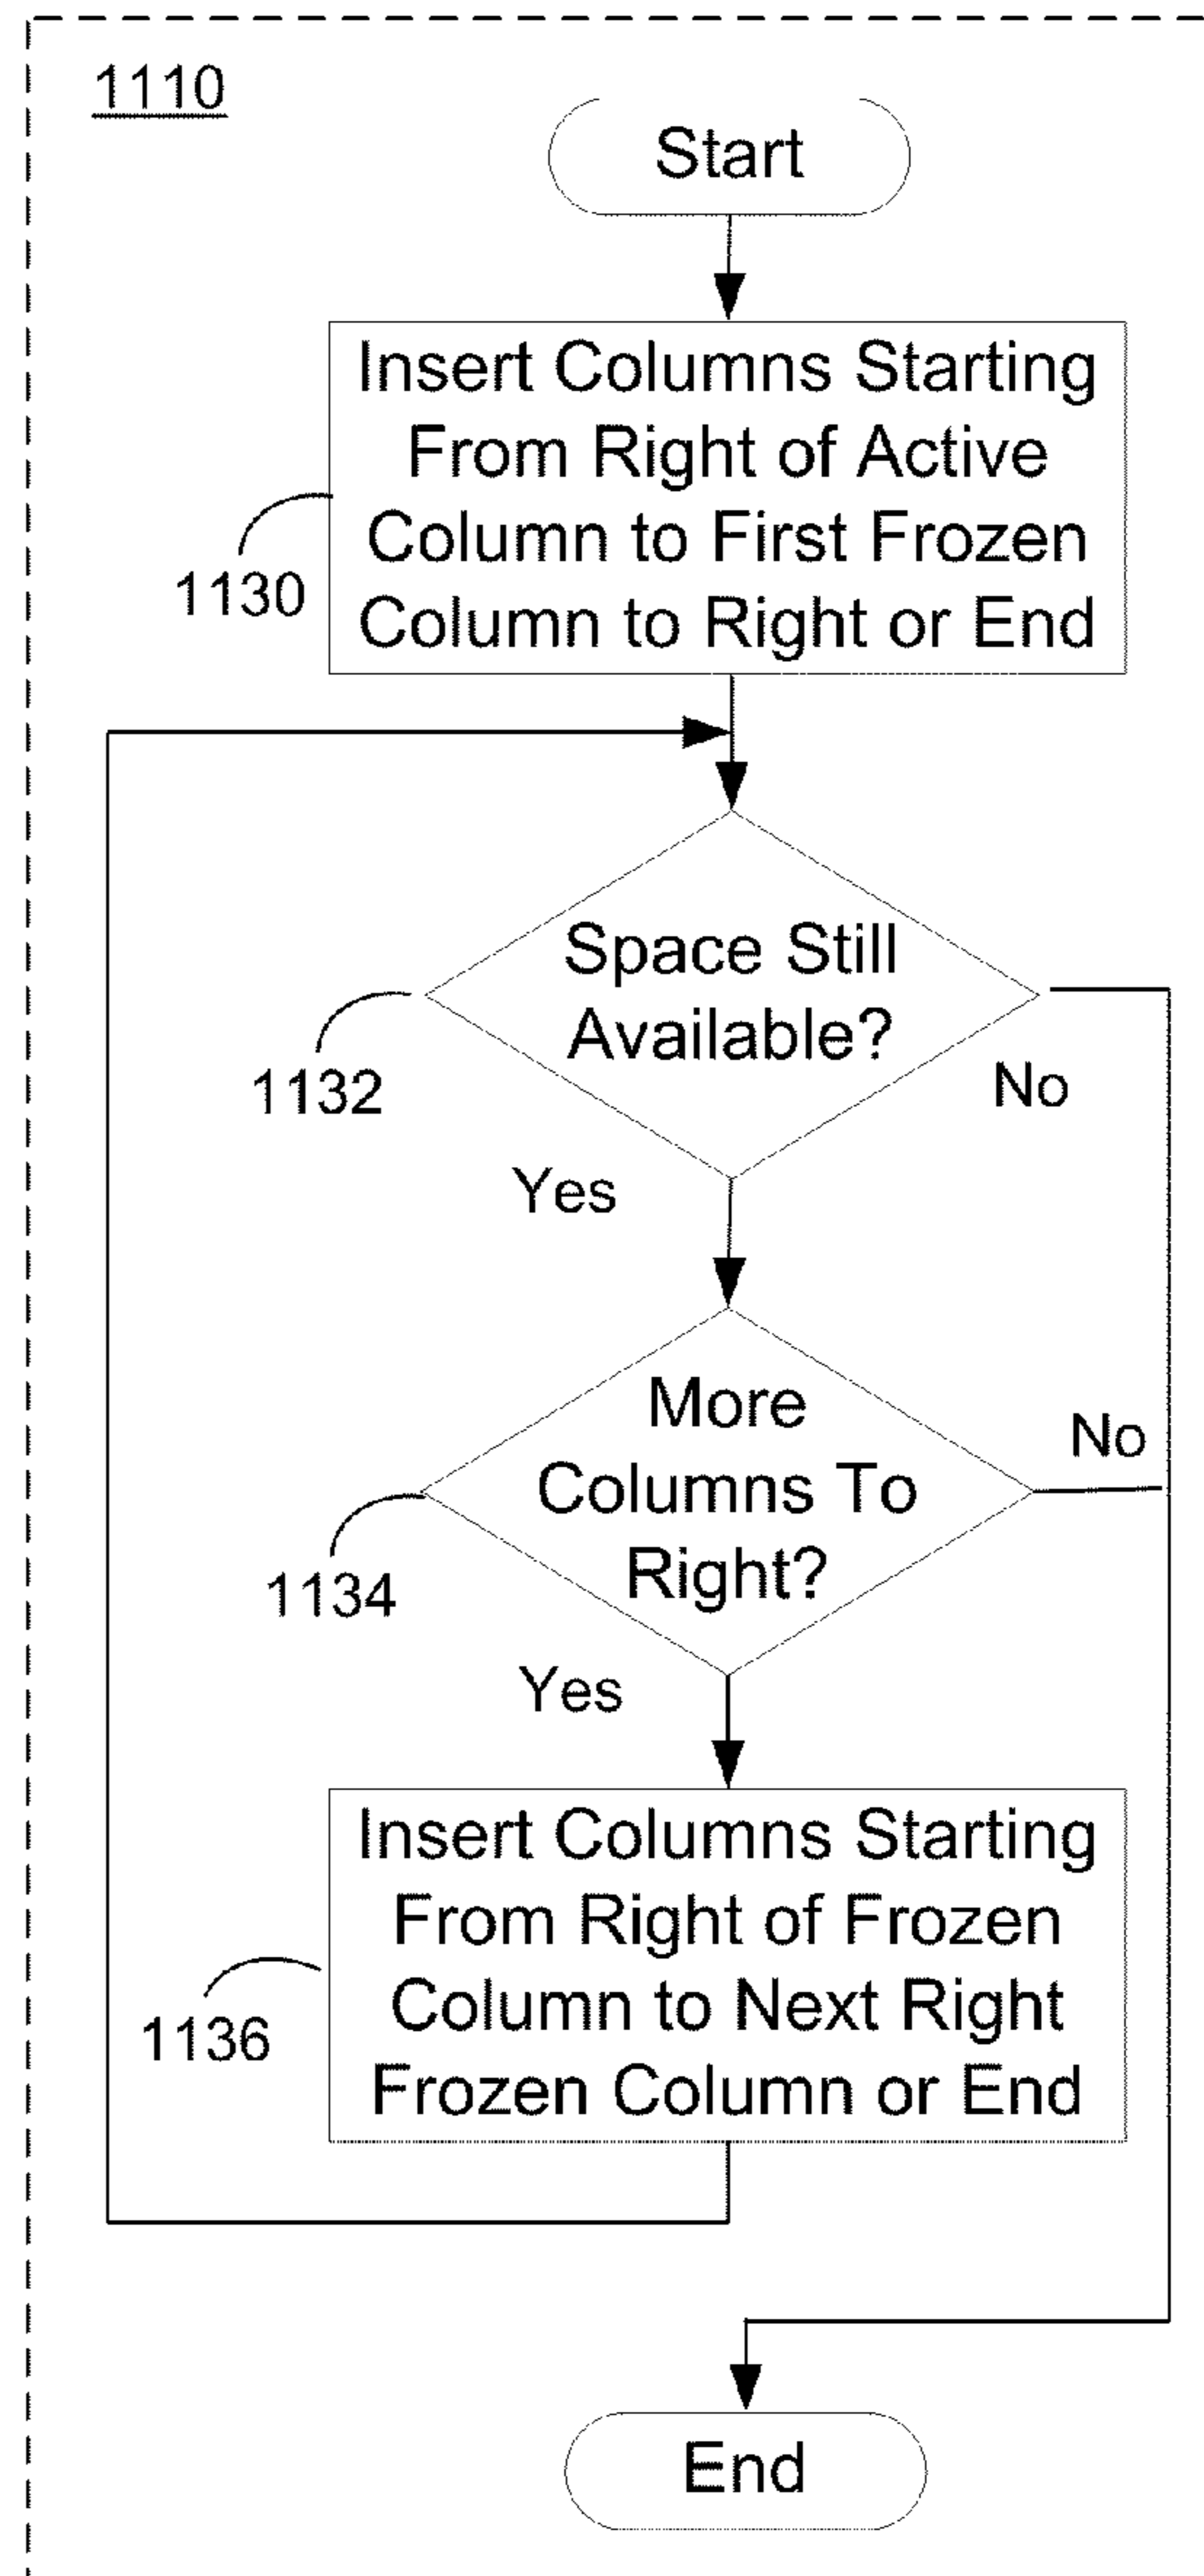 1110
Start
Insert Columns Starting
From Right of Active
Column to First Frozen
Column to Right or End
1130
Space Still
Available?
1132
No
Yes
More
Columns To
Right?
No
1134
Yes
Insert Columns Starting
From Right of Frozen
Column to Next Right
Frozen Column or End
1136
End